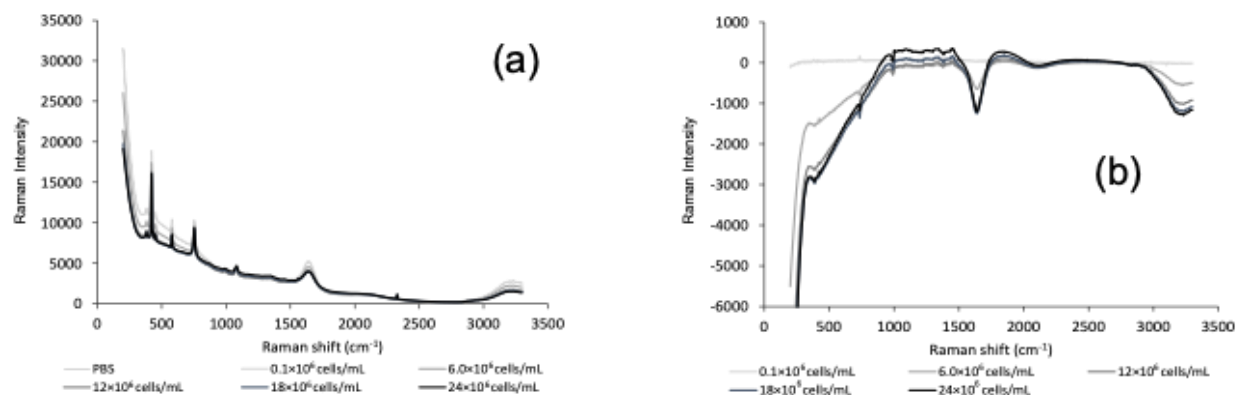 (a)
Raman Intensity
35000
30000
25000
20000
15000
10000
5000
0
0 500 1000 1500 2000 2500 3000 3500
Raman shift (cm⁻¹)
PBS 0.1×10⁶ cells/mL 6.0×10⁶ cells/mL
12×10⁶ cells/mL 18×10⁶ cells/mL 24×10⁶ cells/mL
(b)
Raman Intensity
1000
0
-1000
-2000
-3000
-4000
-5000
-6000
0 500 1000 1500 2000 2500 3000 3500
Raman shift (cm⁻¹)
0.1×10⁶ cells/mL 6.0×10⁶ cells/mL 12×10⁶ cells/mL
18×10⁶ cells/mL 24×10⁶ cells/mL